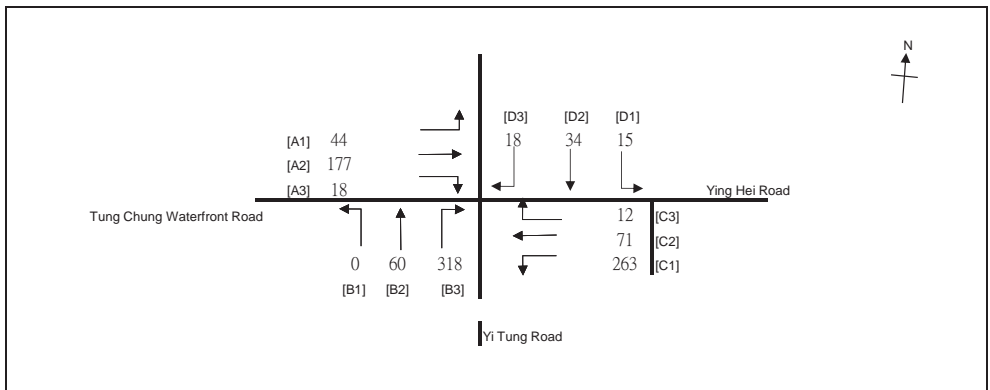 N
[D3] [D2] [D1]
[A1] 44 18 34 15
[A2] 177
[A3] 18 Ying Hei Road
Tung Chung Waterfront Road 12 [C3]
71 [C2]
0 60 318 263 [C1]
[B1] [B2] [B3]
Yi Tung Road